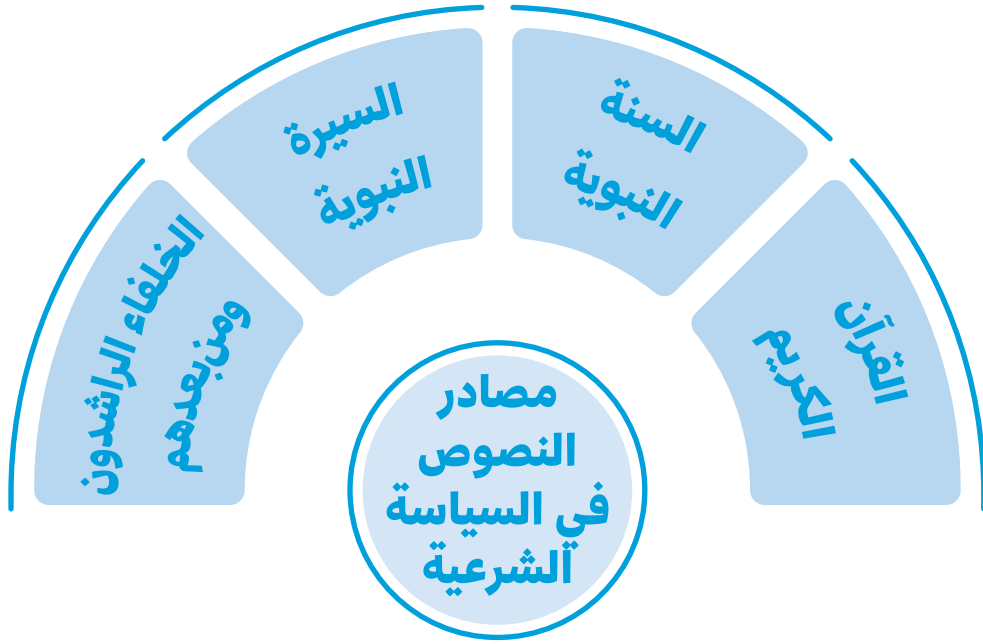 مصادر
النصوص
في السياسة
الشرعية
القرآن
الكريم
السنة
النبوية
السيرة
النبوية
الخلفاء الراشدون
ومن بعدهم